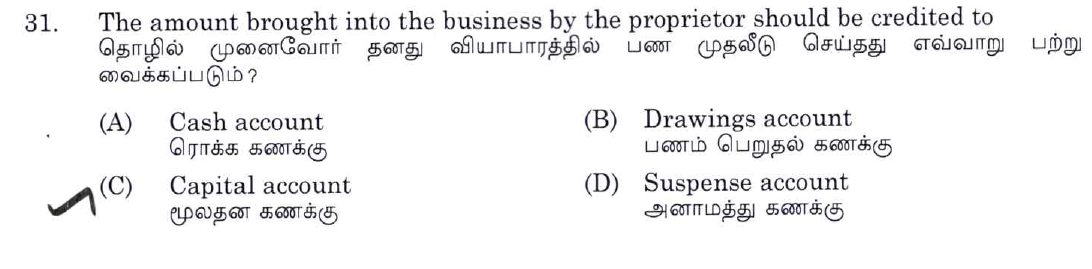 31. The amount brought into the business by the proprietor should be credited to
தொழில் முனைவோர் தனது வியாபாரத்தில் பண முதலீடு செய்தது எவ்வாறு பற்று
வைக்கப்படும்?
(A) Cash account (B) Drawings account
ரொக்க கணக்கு பணம் பெறுதல் கணக்கு
(C) Capital account (D) Suspense account
மூலதன கணக்கு அனாமத்து கணக்கு